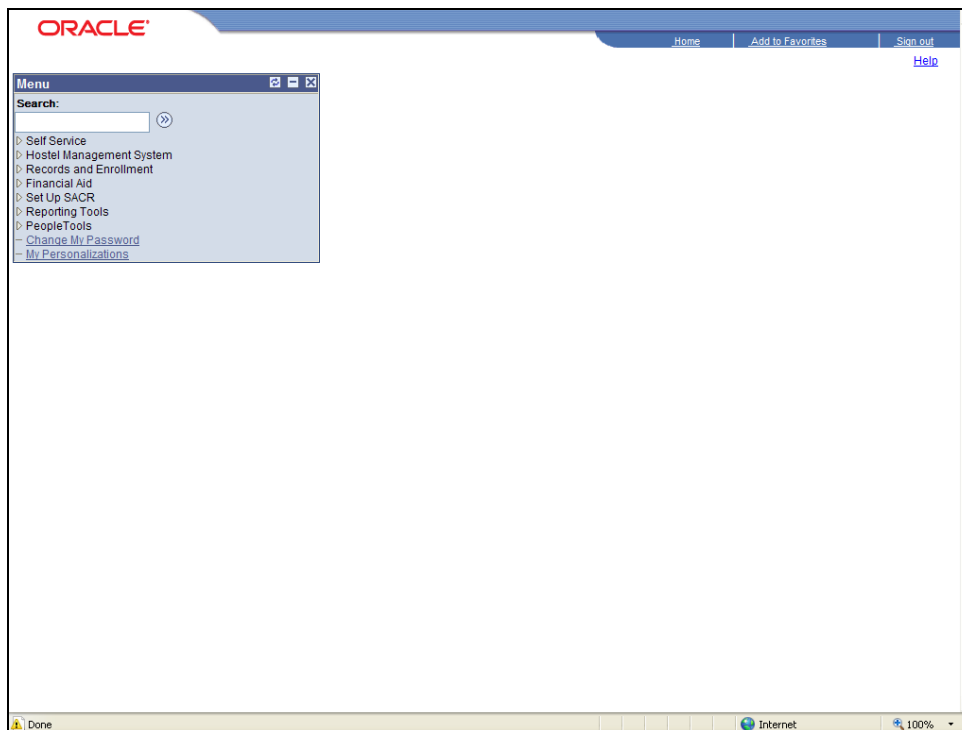 ORACLE
Home Add to Favorites Sign out
Help
Menu
Search:
Self Service
Hostel Management System
Records and Enrollment
Financial Aid
Set Up SACR
Reporting Tools
PeopleTools
Change My Password
My Personalizations
Done Internet 100%